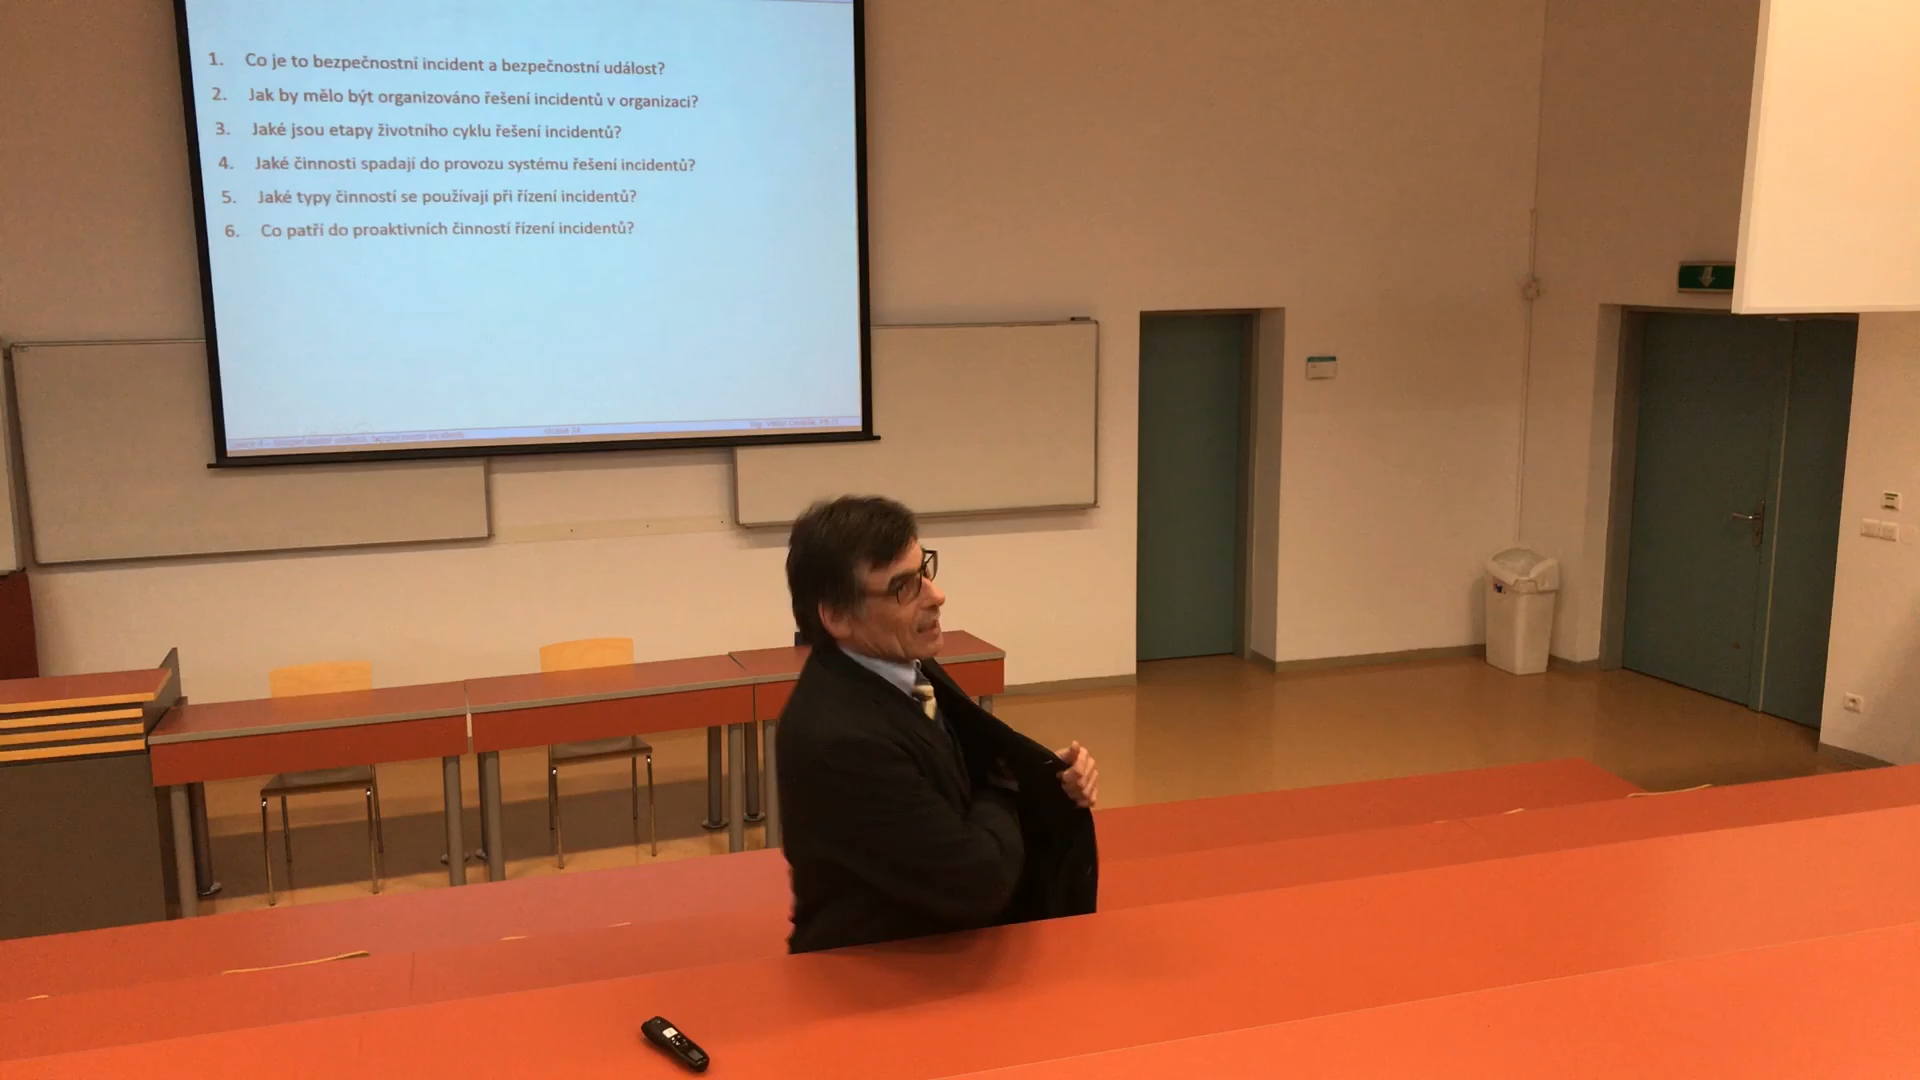 1. Co je to bezpečnostní incident a bezpečnostní událost?
2. Jak by mělo být organizováno řešení incidentů v organizaci?
3. Jaké jsou etapy životního cyklu řešení incidentů?
4. Jaké činnosti spadají do provozu systému řešení incidentů?
5. Jaké typy činností se používají při řízení incidentů?
6. Co patří do proaktivních činností řízení incidentů?